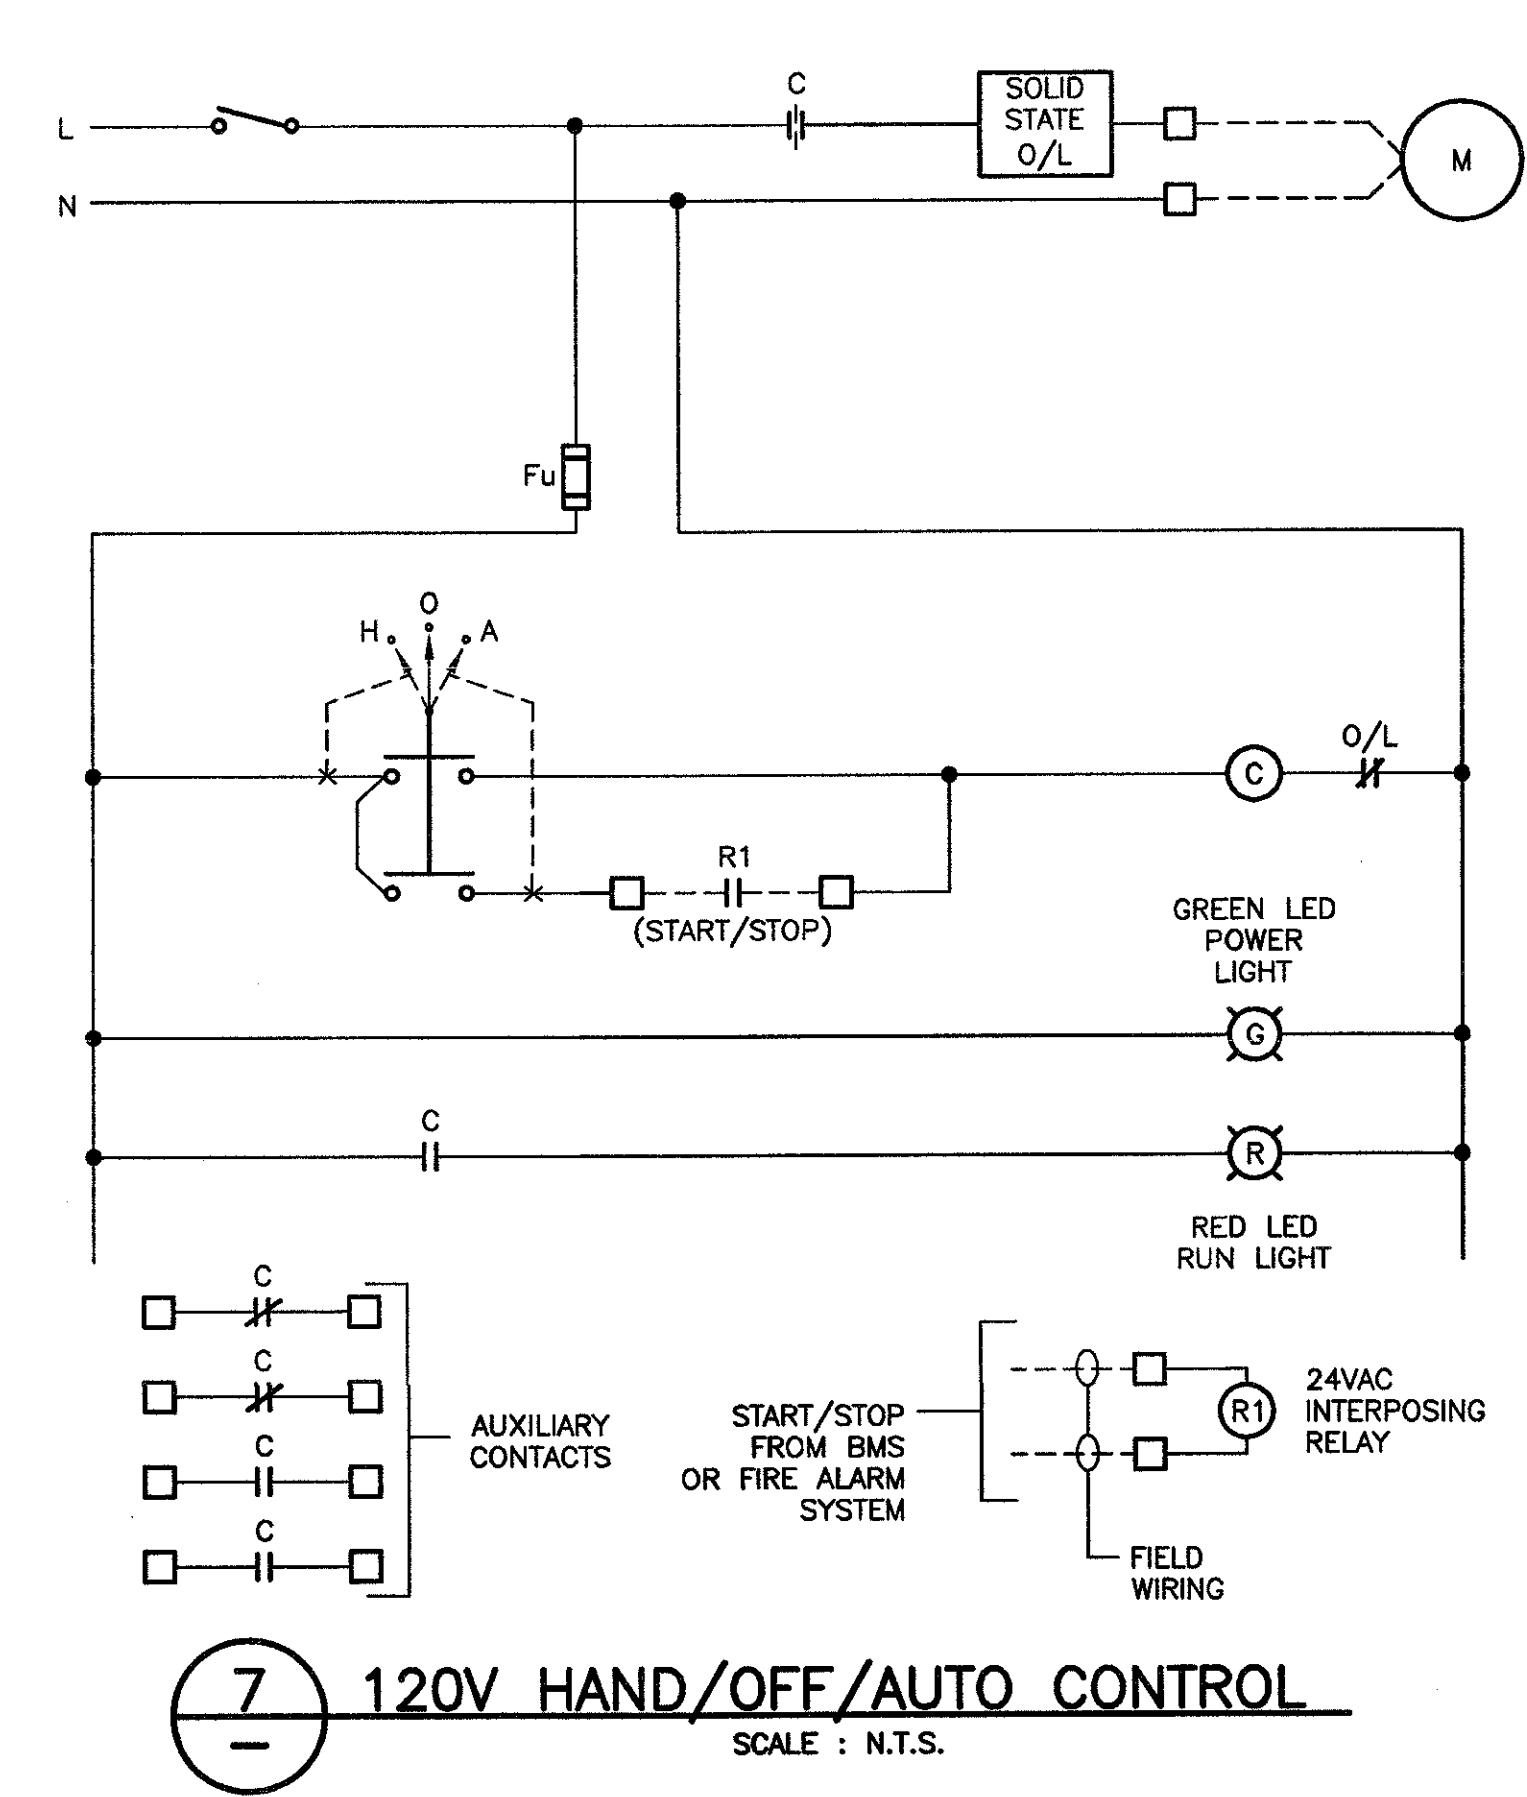 C
SOLID
STATE
O/L
L
N
M
Fu
H O A
O/L
C
R1
(START/STOP)
GREEN LED
POWER
LIGHT
G
C
R
RED LED
RUN LIGHT
C
C
C
C
AUXILIARY
CONTACTS
START/STOP
FROM BMS
OR FIRE ALARM
SYSTEM
R1
24VAC
INTERPOSING
RELAY
FIELD
WIRING
7
—
120V HAND/OFF/AUTO CONTROL
SCALE : N.T.S.